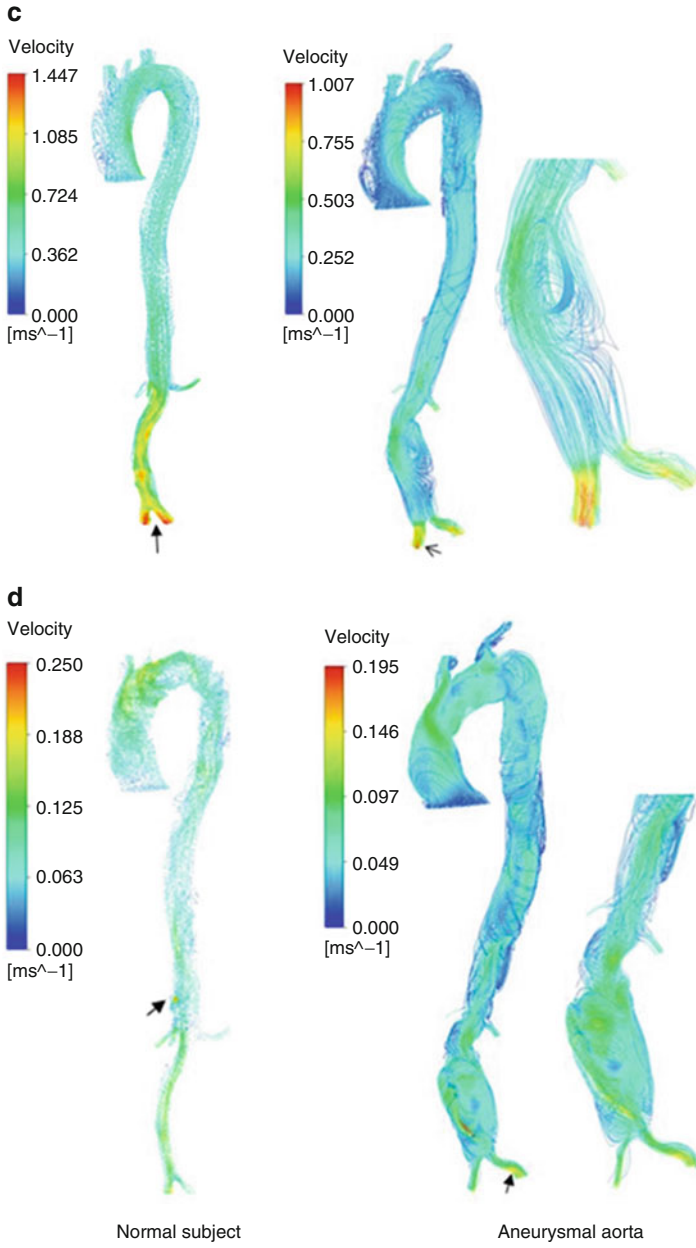 c
Velocity
1.447
1.085
0.724
0.362
0.000
[ms^−1]
Velocity
1.007
0.755
0.503
0.252
0.000
[ms^−1]
d
Velocity
0.250
0.188
0.125
0.063
0.000
[ms^−1]
Velocity
0.195
0.146
0.097
0.049
0.000
[ms^−1]
Normal subject
Aneurysmal aorta